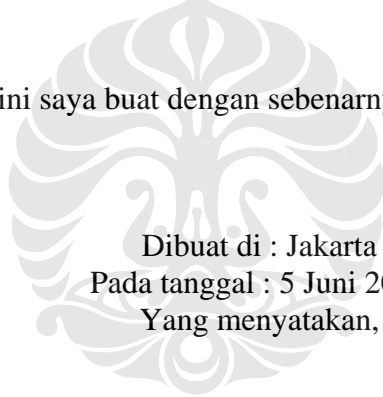 ini saya buat dengan sebenarn
Dibuat di : Jakarta
Pada tanggal : 5 Juni 20
Yang menyatakan,